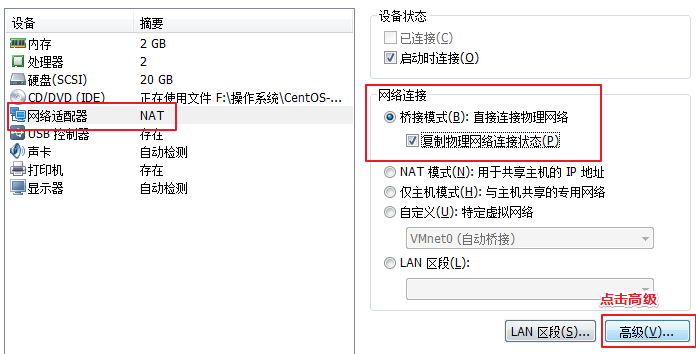 设备 摘要
内存 2 GB
处理器 2
硬盘(SCSI) 20 GB
CD/DVD (IDE) 正在使用文件 F:\操作系统\CentOS-...
网络适配器 NAT
USB 控制器 存在
声卡 自动检测
打印机 存在
显示器 自动检测
设备状态
已连接(C)
启动时连接(O)
网络连接
桥接模式(B): 直接连接物理网络
复制物理网络连接状态(P)
NAT 模式(N): 用于共享主机的 IP 地址
仅主机模式(H): 与主机共享的专用网络
自定义(U): 特定虚拟网络
VMnet0 (自动桥接)
LAN 区段(L):
点击高级
LAN 区段(S)... 高级(V)...